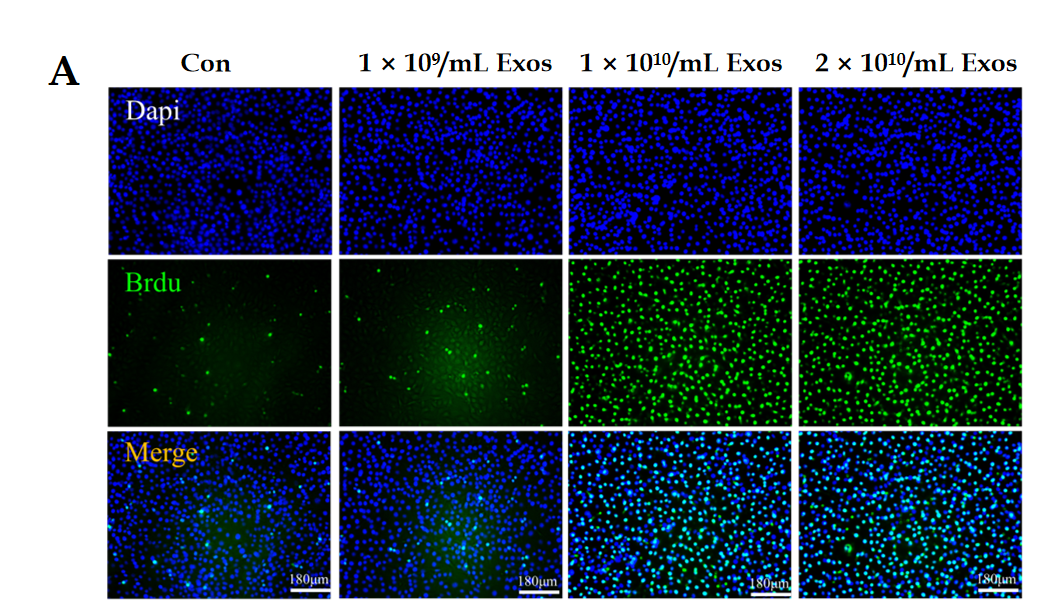 A
Con
1 × 10⁹/mL Exos
1 × 10¹⁰/mL Exos
2 × 10¹⁰/mL Exos
Dapi
Brdu
Merge
180μm
180μm
180μm
180μm